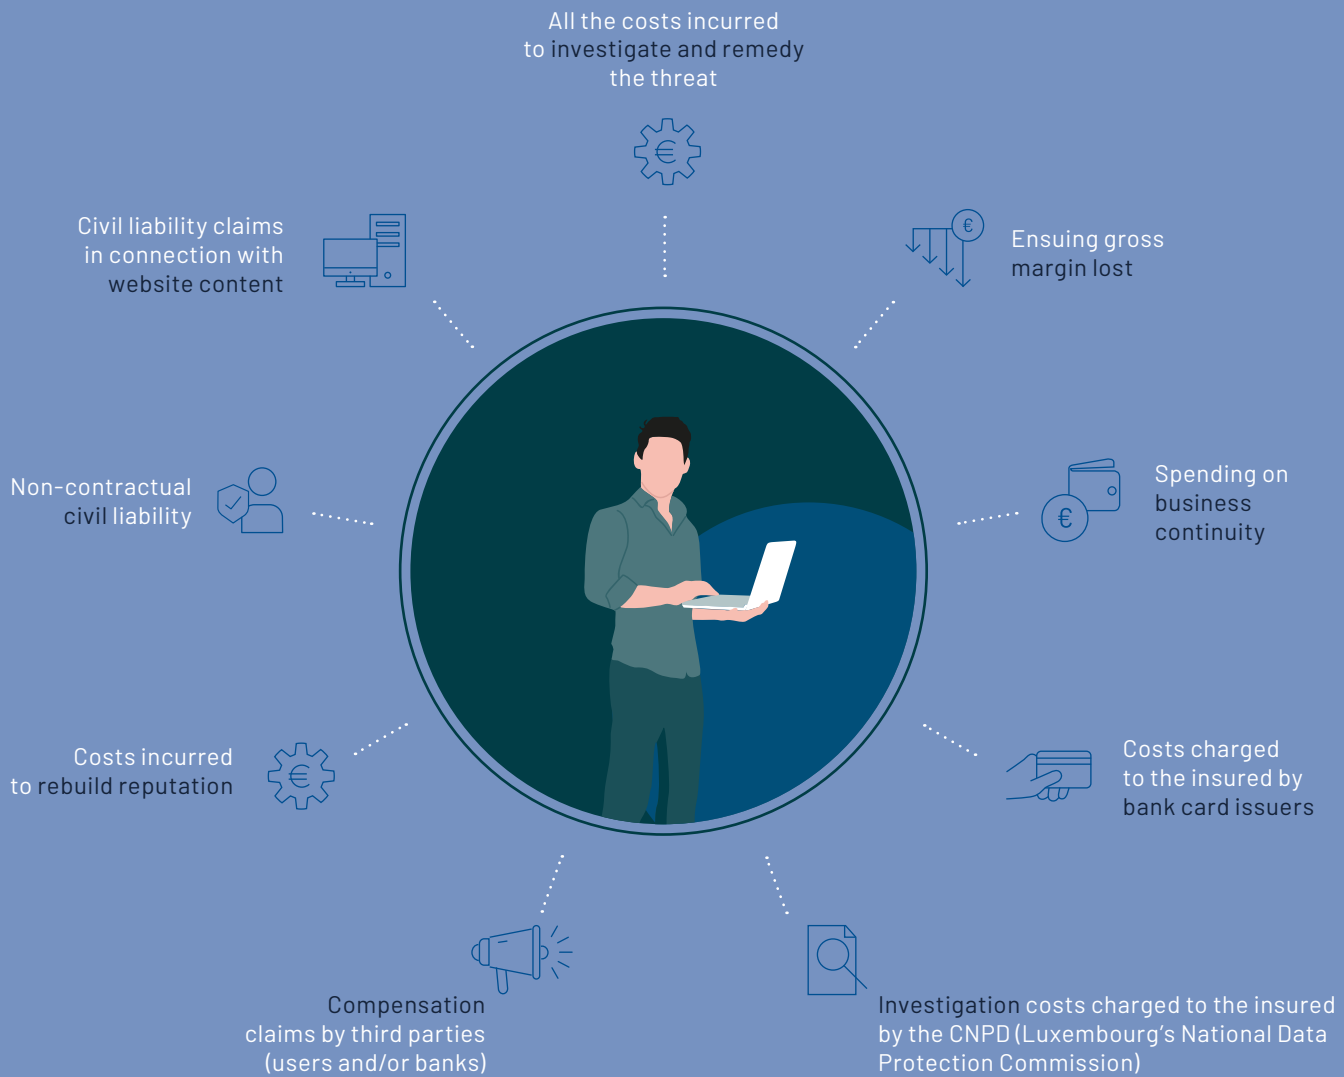 All the costs incurred
to investigate and remedy
the threat
€
Civil liability claims
in connection with
website content
€
Ensuing gross
margin lost
Non-contractual
civil liability
€
Spending on
business
continuity
Costs incurred
to rebuild reputation
€
Costs charged
to the insured by
bank card issuers
Compensation
claims by third parties
(users and/or banks)
Investigation costs charged to the insured
by the CNPD (Luxembourg's National Data
Protection Commission)